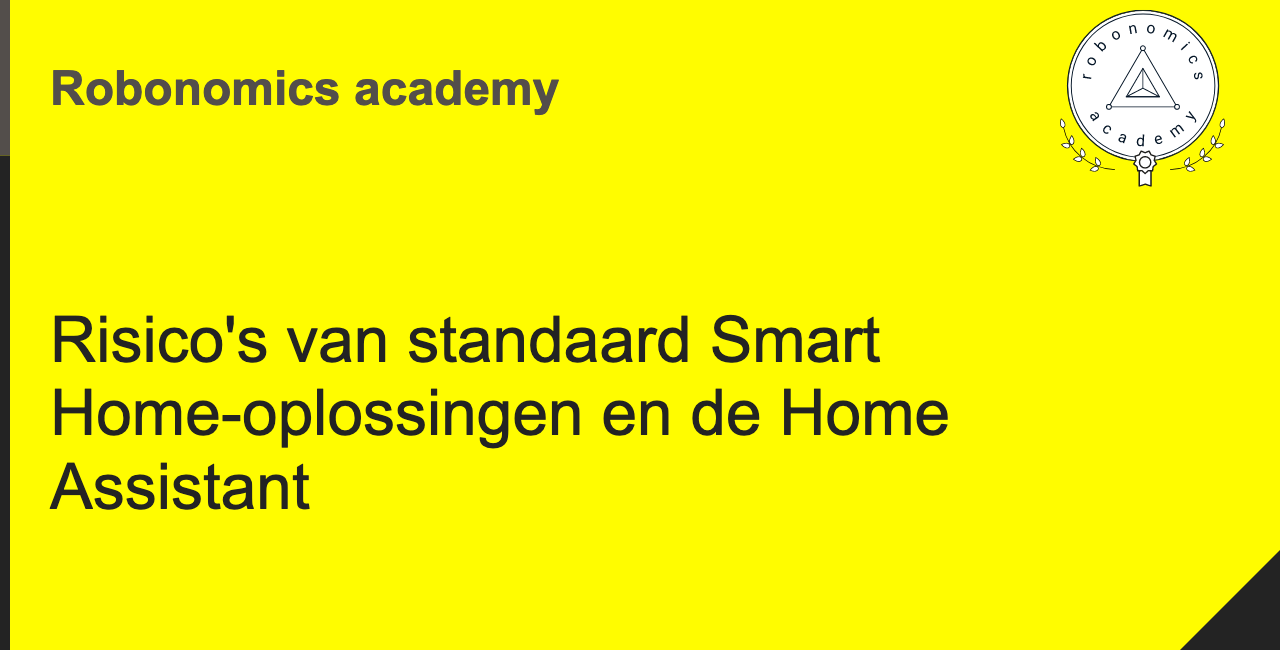 Robonomics academy
robonomics
academy
Risico's van standaard Smart
Home-oplossingen en de Home
Assistant